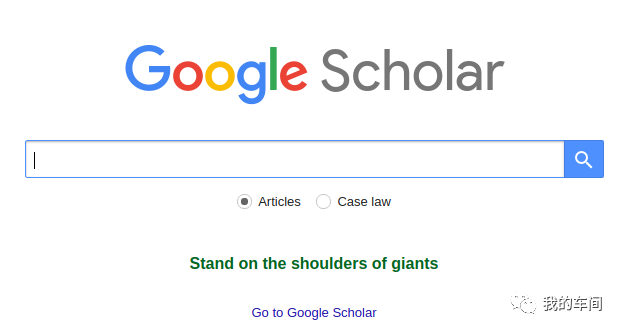 Google Scholar
Articles Case law
Stand on the shoulders of giants
Go to Google Scholar
我的车间